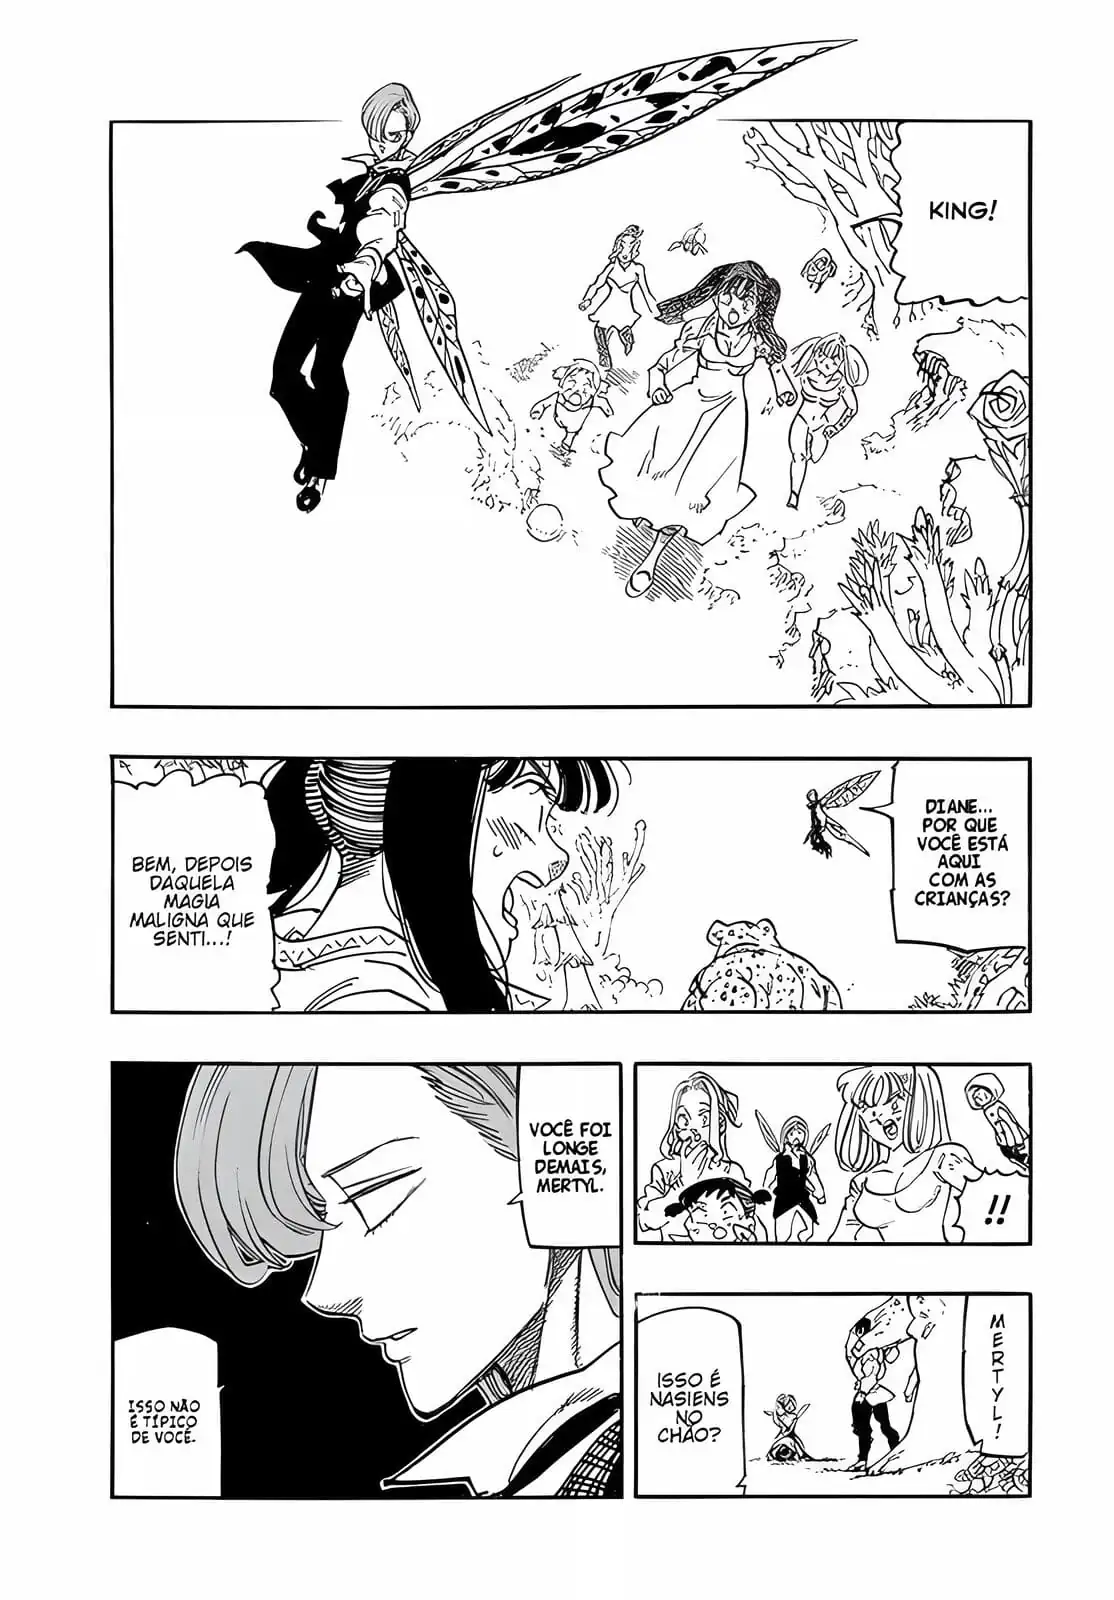 KING!
DIANE...
POR QUE
VOCÊ ESTÁ
AQUI
COM AS
CRIANÇAS?
BEM, DEPOIS
DAQUELA
MAGIA
MALIGNA QUE
SENTI...!
!!
MERTYL!
ISSO É
NASIENS
NO
CHÃO?
VOCÊ FOI
LONGE
DEMAIS,
MERTYL.
ISSO NÃO
É TÍPICO
DE VOCÊ.